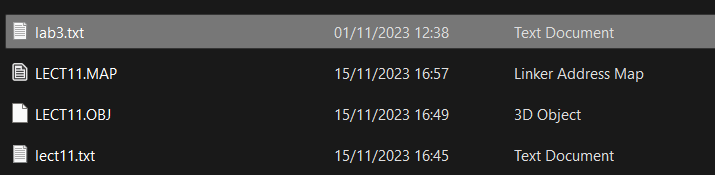 lab3.txt 01/11/2023 12:38 Text Document
LECT11.MAP 15/11/2023 16:57 Linker Address Map
LECT11.OBJ 15/11/2023 16:49 3D Object
lect11.txt 15/11/2023 16:45 Text Document